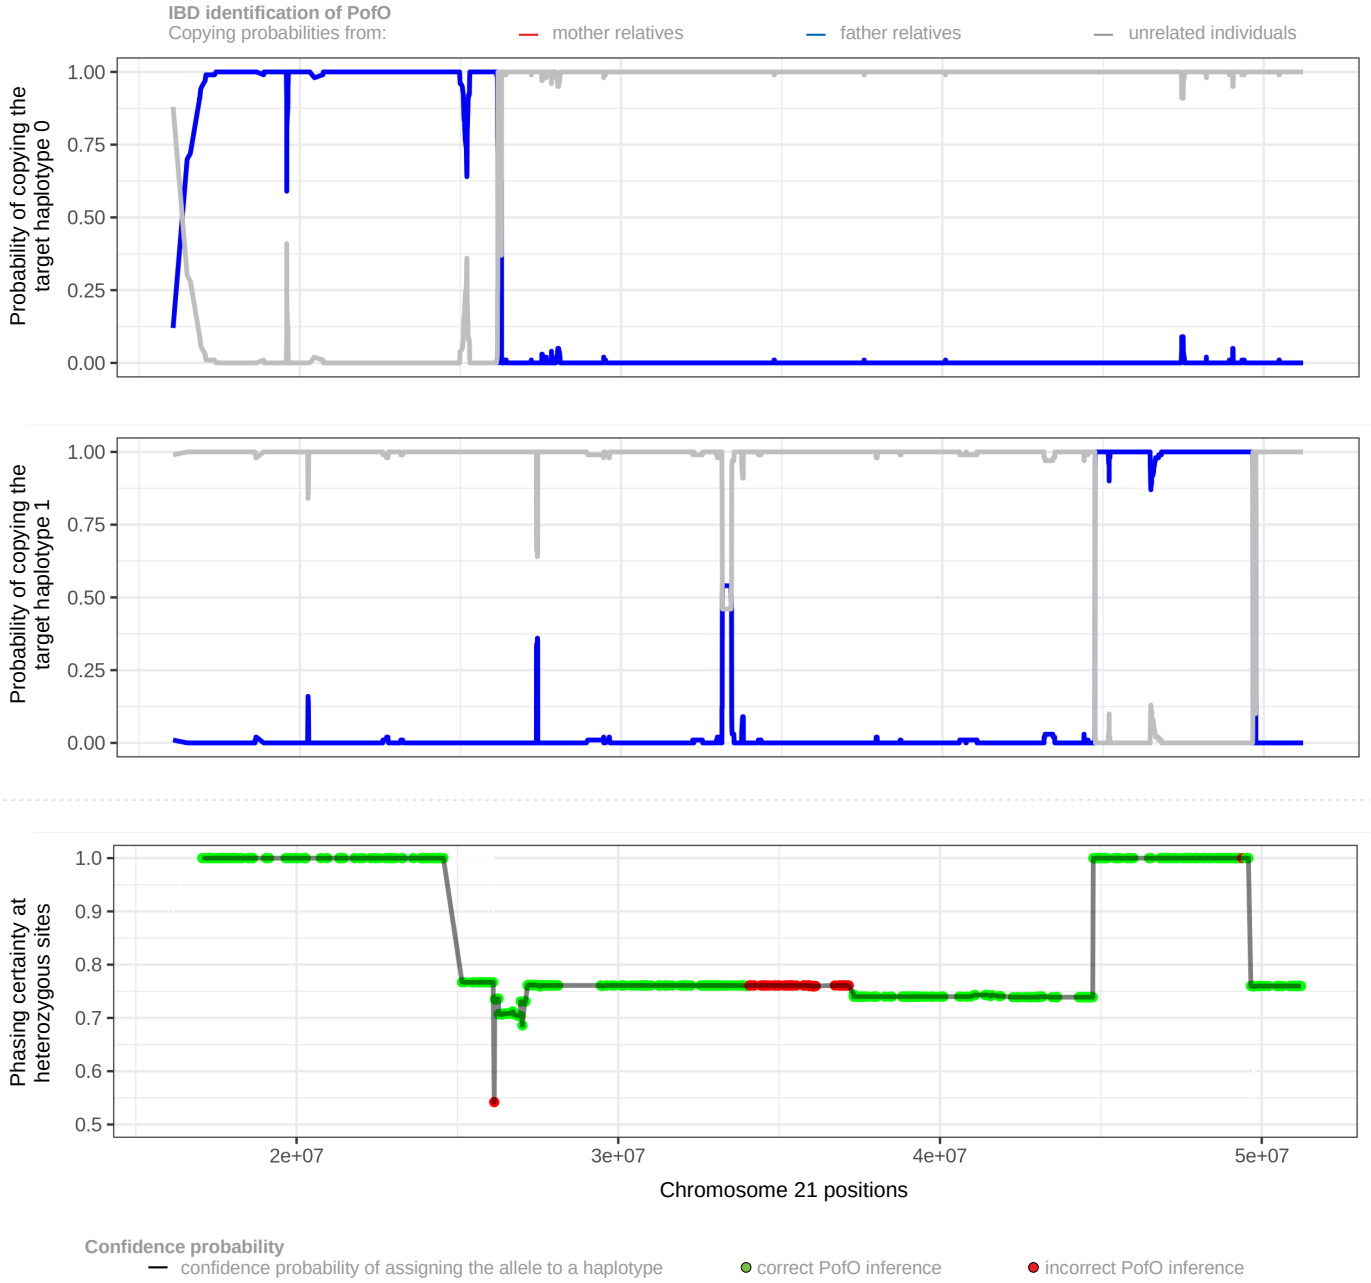 IBD identification of PofO
Copying probabilities from: mother relatives father relatives unrelated individuals
Probability of copying the
target haplotype 0
1.00
0.75
0.50
0.25
0.00
Probability of copying the
target haplotype 1
1.00
0.75
0.50
0.25
0.00
Phasing certainty at
heterozygous sites
1.0
0.9
0.8
0.7
0.6
0.5
2e+07 3e+07 4e+07 5e+07
Chromosome 21 positions
Confidence probability
confidence probability of assigning the allele to a haplotype correct PofO inference incorrect PofO inference